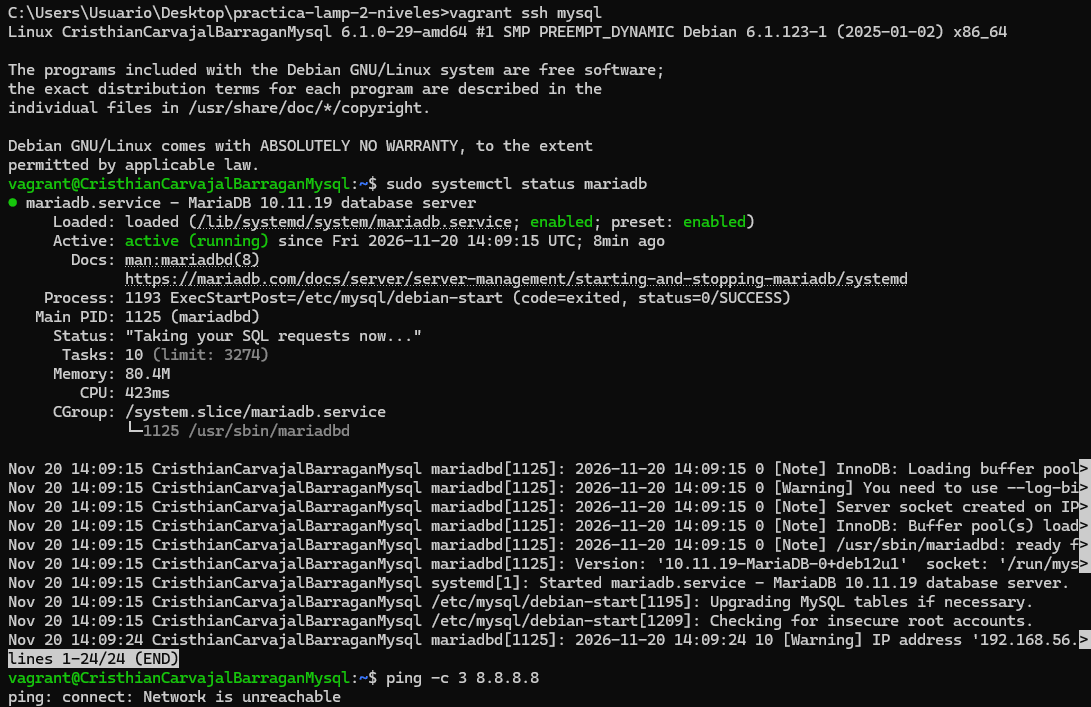 C:\Users\Usuario\Desktop\practica-lamp-2-niveles>vagrant ssh mysql
Linux CristhianCarvajalBarraganMysql 6.1.0-29-amd64 #1 SMP PREEMPT_DYNAMIC Debian 6.1.123-1 (2025-01-02) x86_64

The programs included with the Debian GNU/Linux system are free software;
the exact distribution terms for each program are described in the
individual files in /usr/share/doc/*/copyright.

Debian GNU/Linux comes with ABSOLUTELY NO WARRANTY, to the extent
permitted by applicable law.
vagrant@CristhianCarvajalBarraganMysql:~$ sudo systemctl status mariadb
● mariadb.service - MariaDB 10.11.19 database server
     Loaded: loaded (/lib/systemd/system/mariadb.service; enabled; preset: enabled)
     Active: active (running) since Fri 2026-11-20 14:09:15 UTC; 8min ago
       Docs: man:mariadbd(8)
             https://mariadb.com/docs/server/server-management/starting-and-stopping-mariadb/systemd
    Process: 1193 ExecStartPost=/etc/mysql/debian-start (code=exited, status=0/SUCCESS)
   Main PID: 1125 (mariadbd)
     Status: "Taking your SQL requests now..."
      Tasks: 10 (limit: 3274)
     Memory: 80.4M
        CPU: 423ms
     CGroup: /system.slice/mariadb.service
             └─1125 /usr/sbin/mariadbd

Nov 20 14:09:15 CristhianCarvajalBarraganMysql mariadbd[1125]: 2026-11-20 14:09:15 0 [Note] InnoDB: Loading buffer pool>
Nov 20 14:09:15 CristhianCarvajalBarraganMysql mariadbd[1125]: 2026-11-20 14:09:15 0 [Warning] You need to use --log-bi>
Nov 20 14:09:15 CristhianCarvajalBarraganMysql mariadbd[1125]: 2026-11-20 14:09:15 0 [Note] Server socket created on IP>
Nov 20 14:09:15 CristhianCarvajalBarraganMysql mariadbd[1125]: 2026-11-20 14:09:15 0 [Note] InnoDB: Buffer pool(s) load>
Nov 20 14:09:15 CristhianCarvajalBarraganMysql mariadbd[1125]: 2026-11-20 14:09:15 0 [Note] /usr/sbin/mariadbd: ready f>
Nov 20 14:09:15 CristhianCarvajalBarraganMysql mariadbd[1125]: Version: '10.11.19-MariaDB-0+deb12u1'  socket: '/run/mys>
Nov 20 14:09:15 CristhianCarvajalBarraganMysql systemd[1]: Started mariadb.service - MariaDB 10.11.19 database server.
Nov 20 14:09:15 CristhianCarvajalBarraganMysql /etc/mysql/debian-start[1195]: Upgrading MySQL tables if necessary.
Nov 20 14:09:15 CristhianCarvajalBarraganMysql /etc/mysql/debian-start[1209]: Checking for insecure root accounts.
Nov 20 14:09:24 CristhianCarvajalBarraganMysql mariadbd[1125]: 2026-11-20 14:09:24 10 [Warning] IP address '192.168.56.>
lines 1-24/24 (END)
vagrant@CristhianCarvajalBarraganMysql:~$ ping -c 3 8.8.8.8
ping: connect: Network is unreachable